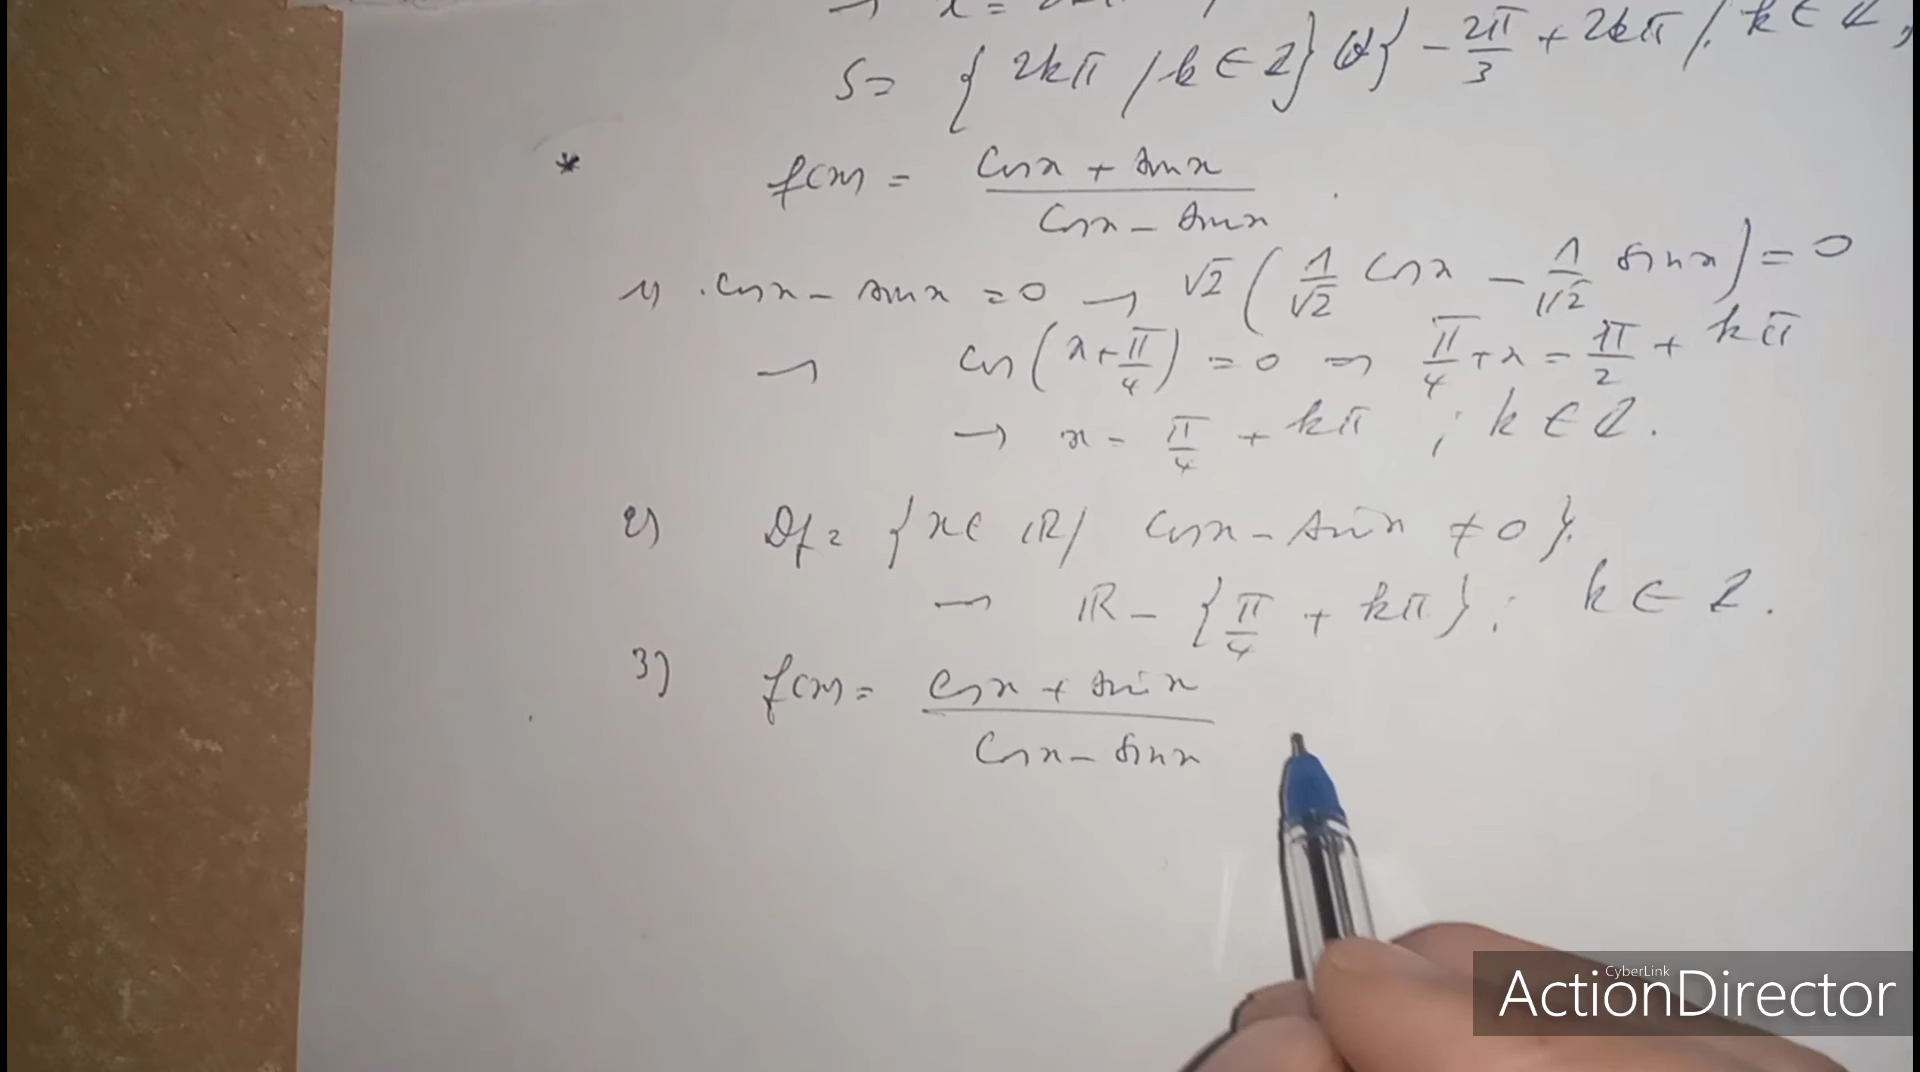 → x =
S = { 2kπ / k ∈ Z } ∪ { - 2π/3 + 2kπ / k ∈ Z }
* f(x) = (cos x + sin x) / (cos x - sin x)
1) . cos x - sin x = 0 → √2 ( 1/√2 cos x - 1/√2 sin x ) = 0
→ cos ( x + π/4 ) = 0 → π/4 + x = π/2 + kπ
→ x = π/4 + kπ ; k ∈ Z.
2) Df = { x ∈ IR / cos x - sin x ≠ 0 }.
→ IR - { π/4 + kπ } ; k ∈ Z.
3) f(x) = (cos x + sin x) / (cos x - sin x)
CyberLink
ActionDirector